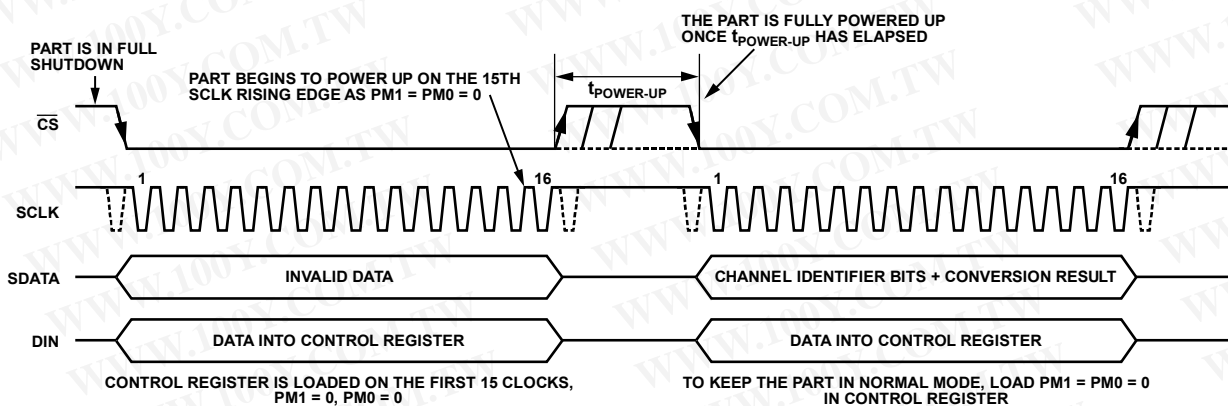 THE PART IS FULLY POWERED UP
ONCE tPOWER-UP HAS ELAPSED
PART IS IN FULL
SHUTDOWN
PART BEGINS TO POWER UP ON THE 15TH
SCLK RISING EDGE AS PM1 = PM0 = 0
tPOWER-UP
CS
1
16
1
16
SCLK
SDATA
INVALID DATA
CHANNEL IDENTIFIER BITS + CONVERSION RESULT
DIN
DATA INTO CONTROL REGISTER
DATA INTO CONTROL REGISTER
CONTROL REGISTER IS LOADED ON THE FIRST 15 CLOCKS,
PM1 = 0, PM0 = 0
TO KEEP THE PART IN NORMAL MODE, LOAD PM1 = PM0 = 0
IN CONTROL REGISTER
WWW.100Y.COM.TW